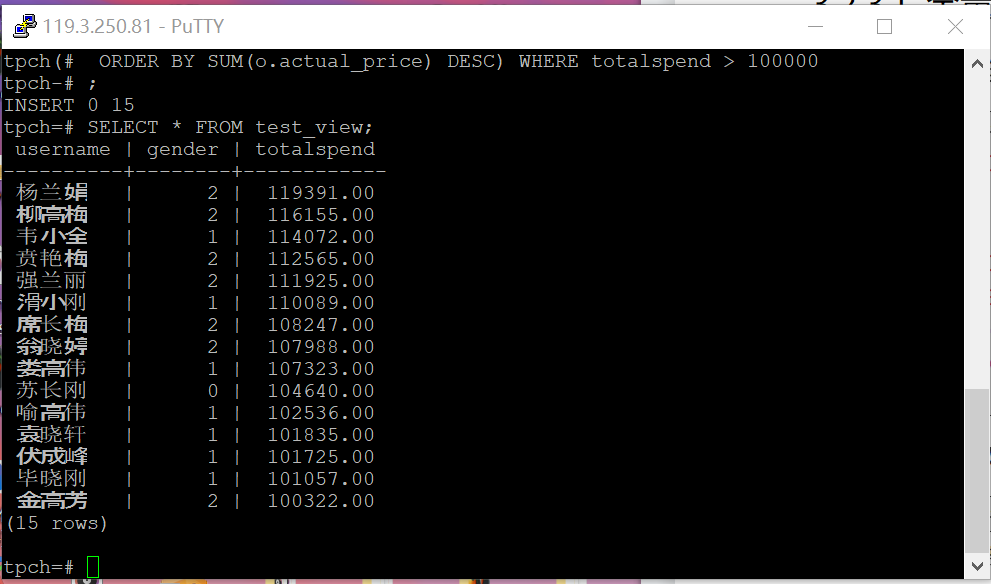 119.3.250.81 - PuTTY
tpch(#  ORDER BY SUM(o.actual_price) DESC) WHERE totalspend > 100000
tpch-# ;
INSERT 0 15
tpch=# SELECT * FROM test_view;
 username | gender | totalspend
----------+--------+------------
 杨兰娟   |      2 |  119391.00
 柳高梅   |      2 |  116155.00
 韦小全   |      1 |  114072.00
 贲艳梅   |      2 |  112565.00
 强兰丽   |      2 |  111925.00
 滑小刚   |      1 |  110089.00
 席长梅   |      2 |  108247.00
 翁晓婷   |      2 |  107988.00
 娄高伟   |      1 |  107323.00
 苏长刚   |      0 |  104640.00
 喻高伟   |      1 |  102536.00
 袁晓轩   |      1 |  101835.00
 伏成峰   |      1 |  101725.00
 毕晓刚   |      1 |  101057.00
 金高芳   |      2 |  100322.00
(15 rows)
tpch=#